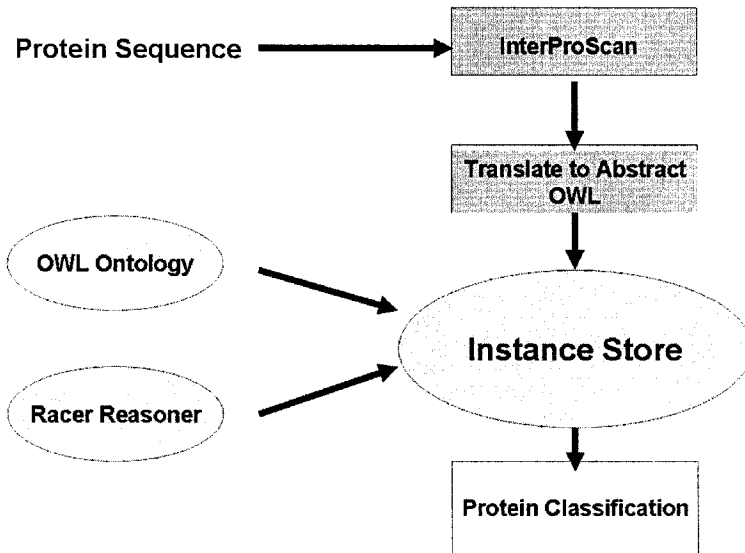 Protein Sequence
InterProScan
Translate to Abstract
OWL
OWL Ontology
Instance Store
Racer Reasoner
Protein Classification